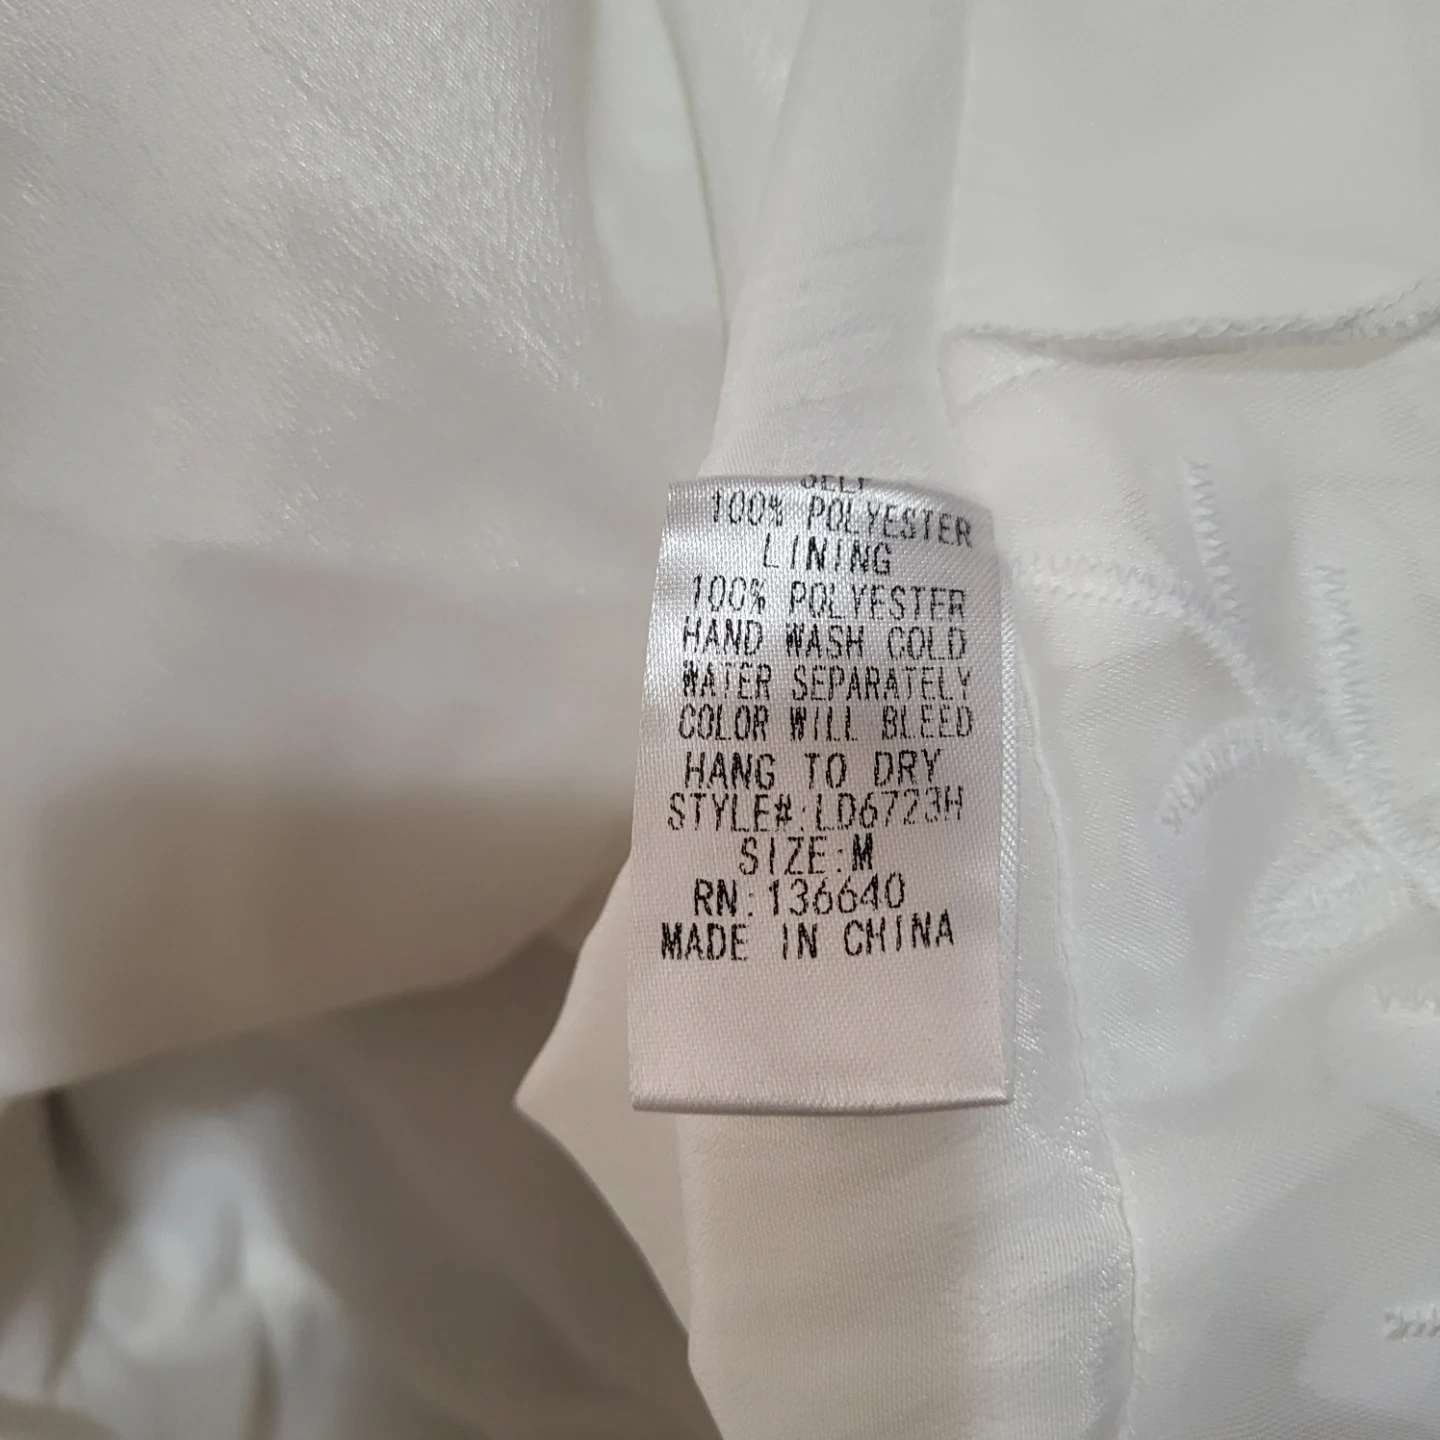 SELF
100% POLYESTER
LINING
100% POLYESTER
HAND WASH COLD
WATER SEPARATELY
COLOR WILL BLEED
HANG TO DRY
STYLE#:LD6723H
SIZE:M
RN:136640
MADE IN CHINA